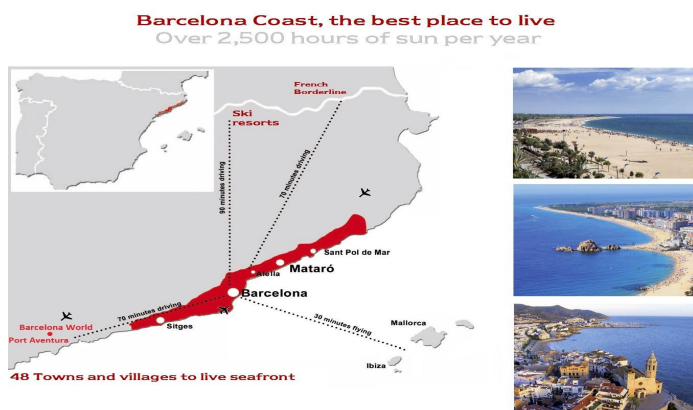 Barcelona Coast, the best place to live
Over 2,500 hours of sun per year
French
Borderline
Ski
resorts
90 minutes driving
70 minutes driving
Sant Pol de Mar
Mataró
Alella
Barcelona
70 minutes driving
Sitges
30 minutes flying
Mallorca
Ibiza
Barcelona World
Port Aventura
48 Towns and villages to live seafront